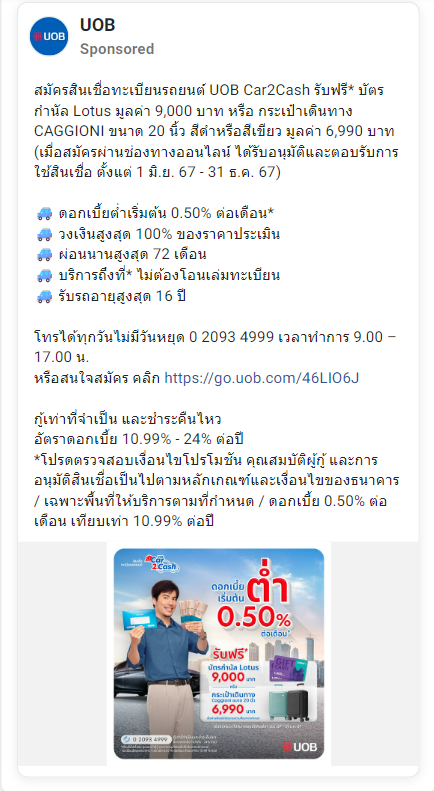 UOB
UOB
Sponsored
สมัครสินเชื่อทะเบียนรถยนต์ UOB Car2Cash รับฟรี* บัตร
กำนัล Lotus มูลค่า 9,000 บาท หรือ กระเป๋าเดินทาง
CAGGIONI ขนาด 20 นิ้ว สีดำหรือสีเขียว มูลค่า 6,990 บาท
(เมื่อสมัครผ่านช่องทางออนไลน์ ได้รับอนุมัติและตอบรับการ
ใช้สินเชื่อ ตั้งแต่ 1 มิ.ย. 67 - 31 ธ.ค. 67)
🚙 ดอกเบี้ยต่ำเริ่มต้น 0.50% ต่อเดือน*
🚙 วงเงินสูงสุด 100% ของราคาประเมิน
🚙 ผ่อนนานสูงสุด 72 เดือน
🚙 บริการถึงที่* ไม่ต้องโอนเล่มทะเบียน
🚙 รับรถอายุสูงสุด 16 ปี
โทรได้ทุกวันไม่มีวันหยุด 0 2093 4999 เวลาทำการ 9.00 –
17.00 น.
หรือสนใจสมัคร คลิก https://go.uob.com/46LIO6J
กู้เท่าที่จำเป็น และชำระคืนไหว
อัตราดอกเบี้ย 10.99% - 24% ต่อปี
*โปรดตรวจสอบเงื่อนไขโปรโมชัน คุณสมบัติผู้กู้ และการ
อนุมัติสินเชื่อเป็นไปตามหลักเกณฑ์และเงื่อนไขของธนาคาร
/ เฉพาะพื้นที่ให้บริการตามที่กำหนด / ดอกเบี้ย 0.50% ต่อ
เดือน เทียบเท่า 10.99% ต่อปี
Car
2Cash
ดอกเบี้ย
เริ่มต้น
ต่ำ
0.50%
ต่อเดือน*
รับฟรี*
บัตรกำนัล Lotus
9,000 บาท
หรือ
กระเป๋าเดินทาง
Caggioni ขนาด 20 นิ้ว
6,990 บาท
0 2093 4999
UOB